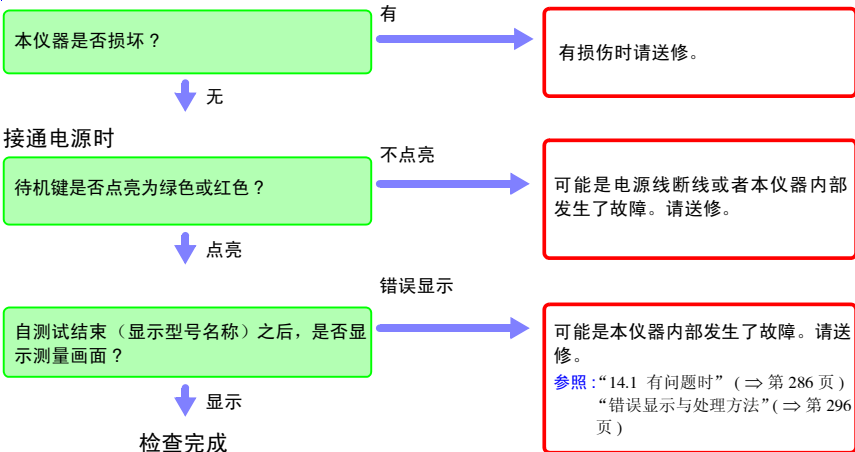 有
本仪器是否损坏？
有损伤时请送修。
无
接通电源时
不点亮
待机键是否点亮为绿色或红色？
可能是电源线断线或者本仪器内部
发生了故障。请送修。
点亮
错误显示
自测试结束（显示型号名称）之后，是否显
示测量画面？
可能是本仪器内部发生了故障。请送
修。
参照：“14.1 有问题时” ( ⇒ 第 286 页 )
“错误显示与处理方法”( ⇒ 第 296
页 )
显示
检查完成